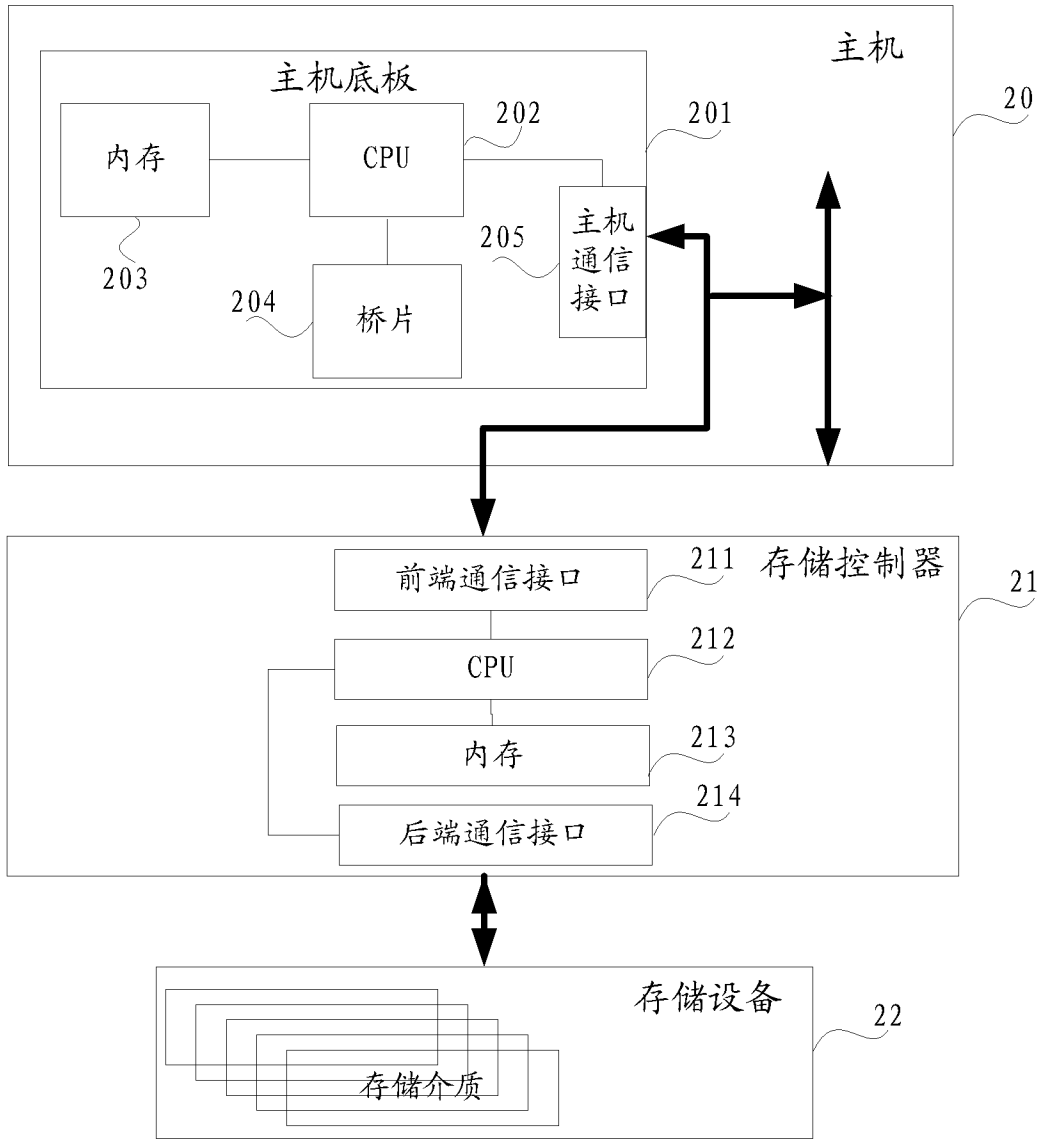 主机
主机底板
20
201
202
内存
CPU
203
204
桥片
205
主机
通信
接口
存储控制器
21
前端通信接口
211
CPU
212
内存
213
后端通信接口
214
存储设备
22
存储介质